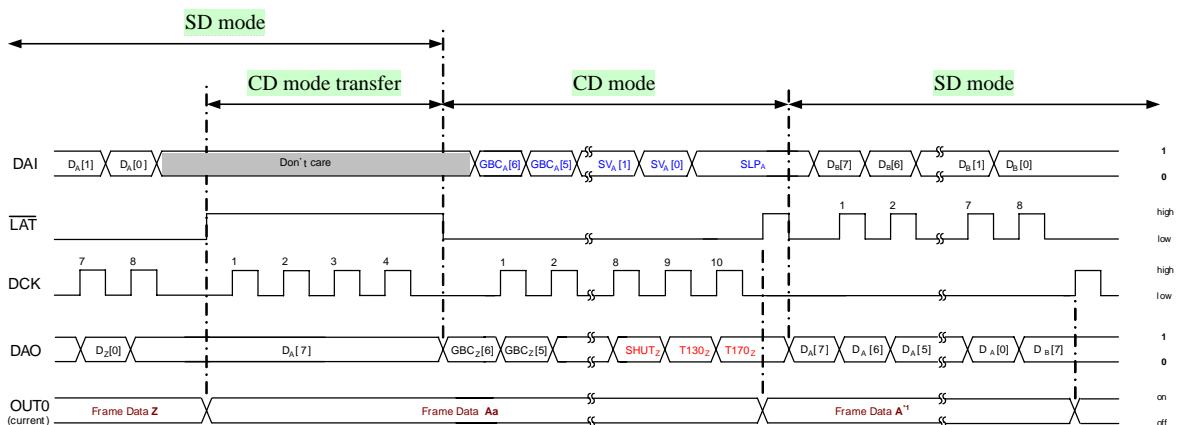 SD mode
CD mode transfer CD mode SD mode
DAI D_A[1] D_A[0] Don't care GBC_A[6] GBC_A[5] SV_A[1] SV_A[0] SLP_A D_B[7] D_B[6] D_B[1] D_B[0] 1 0
LAT 1 2 7 8 high low
DCK 7 8 1 2 3 4 1 2 8 9 10 high low
DAO D_Z[0] D_A[7] GBC_Z[6] GBC_Z[5] SHUT_Z T130_Z T170_Z D_A[7] D_A[6] D_A[5] D_A[0] D_B[7] 1 0
OUT0 (current) Frame Data Z Frame Data Aa Frame Data A*1 on off